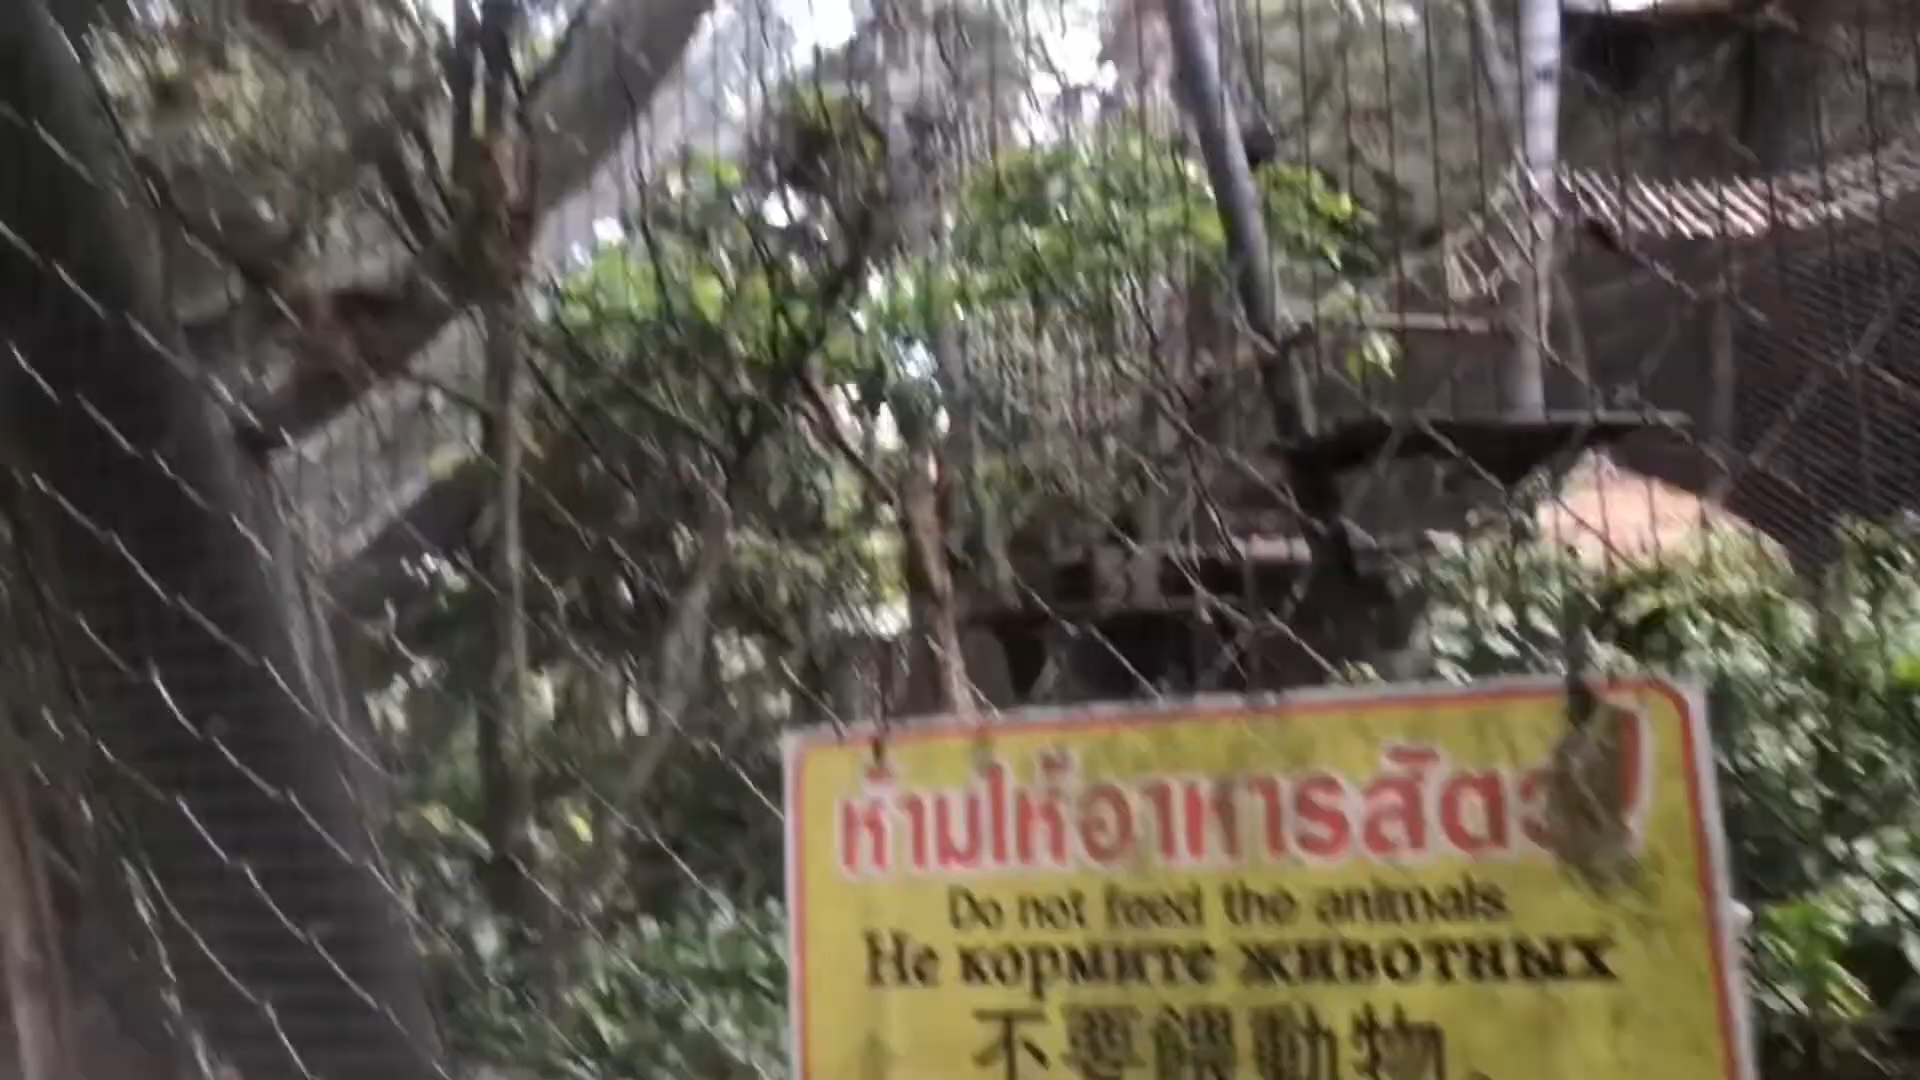 ห้ามให้อาหารสัตว์
Do not feed the animals
Не кормите животных
不要餵動物